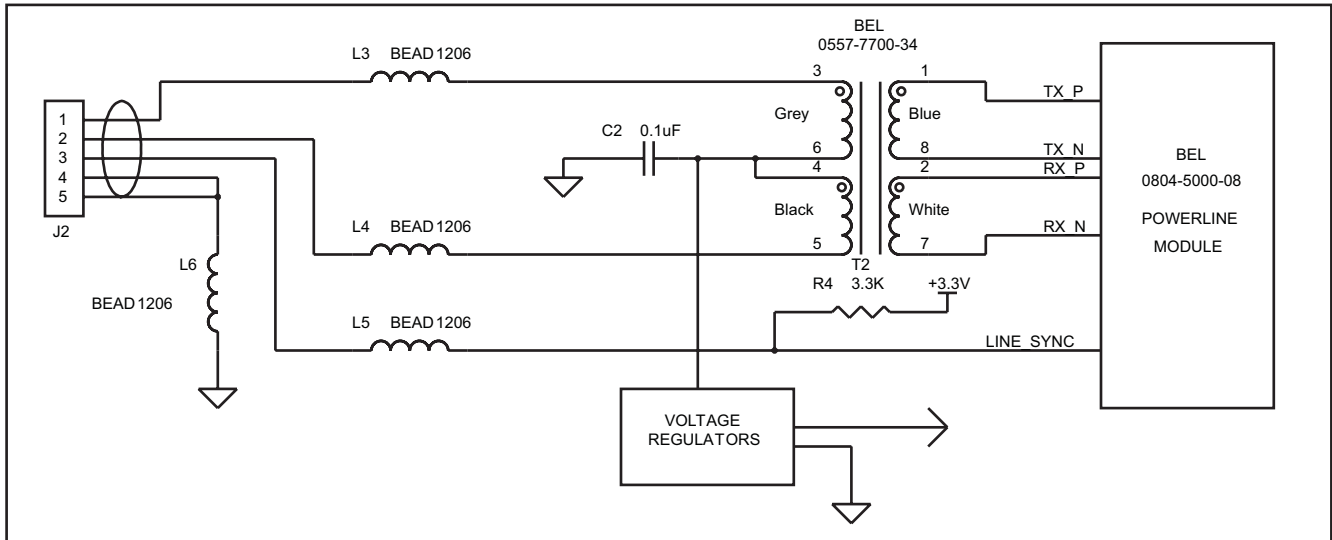 BEL
0557-7700-34
L3 BEAD 1206
3 1
TX_P
1
2
3
4
5
J2
Grey Blue
C2 0.1uF
6 8
TX_N
4 2
RX_P
BEL
0804-5000-08
POWERLINE
MODULE
Black White
L4 BEAD 1206
5 7
RX_N
T2
L6
BEAD 1206
R4 3.3K +3.3V
L5 BEAD 1206
LINE_SYNC
VOLTAGE
REGULATORS